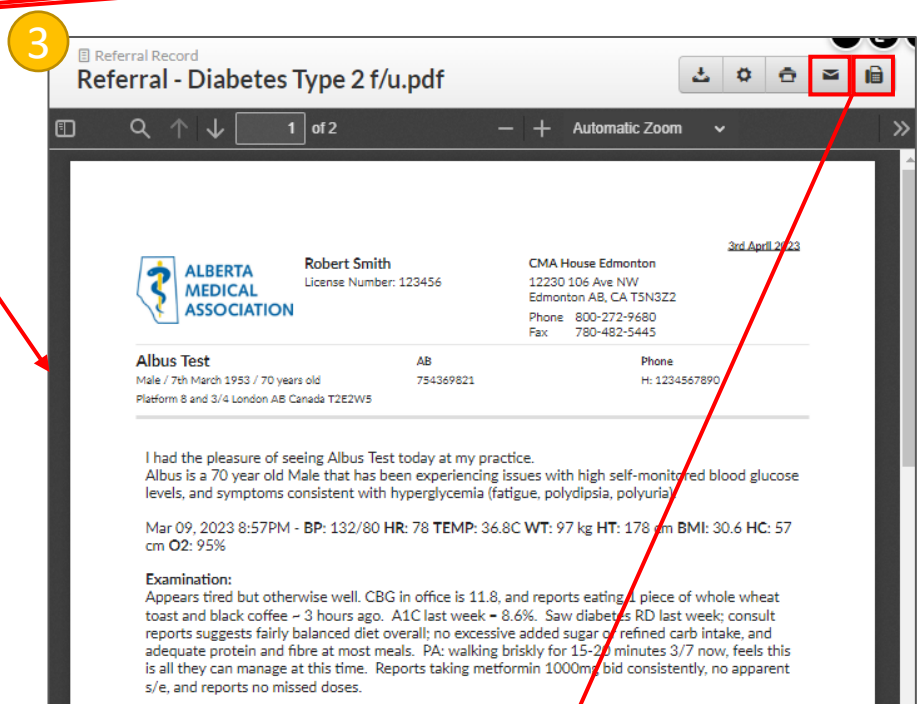 3
Referral Record
Referral - Diabetes Type 2 f/u.pdf
1 of 2
Automatic Zoom
3rd April 2023
ALBERTA
MEDICAL
ASSOCIATION
Robert Smith
License Number: 123456
CMA House Edmonton
12230 106 Ave NW
Edmonton AB, CA T5N3Z2
Phone 800-272-9680
Fax 780-482-5445
Albus Test
Male / 7th March 1953 / 70 years old
Platform 8 and 3/4 London AB Canada T2E2W5
AB
754369821
Phone
H: 1234567890
I had the pleasure of seeing Albus Test today at my practice.
Albus is a 70 year old Male that has been experiencing issues with high self-monitored blood glucose
levels, and symptoms consistent with hyperglycemia (fatigue, polydipsia, polyuria).
Mar 09, 2023 8:57PM - BP: 132/80 HR: 78 TEMP: 36.8C WT: 97 kg HT: 178 cm BMI: 30.6 HC: 57
cm O2: 95%
Examination:
Appears tired but otherwise well. CBG in office is 11.8, and reports eating 1 piece of whole wheat
toast and black coffee ~ 3 hours ago. A1C last week = 8.6%. Saw diabetes RD last week; consult
reports suggests fairly balanced diet overall; no excessive added sugar or refined carb intake, and
adequate protein and fibre at most meals. PA: walking briskly for 15-20 minutes 3/7 now, feels this
is all they can manage at this time. Reports taking metformin 1000mg bid consistently, no apparent
s/e, and reports no missed doses.